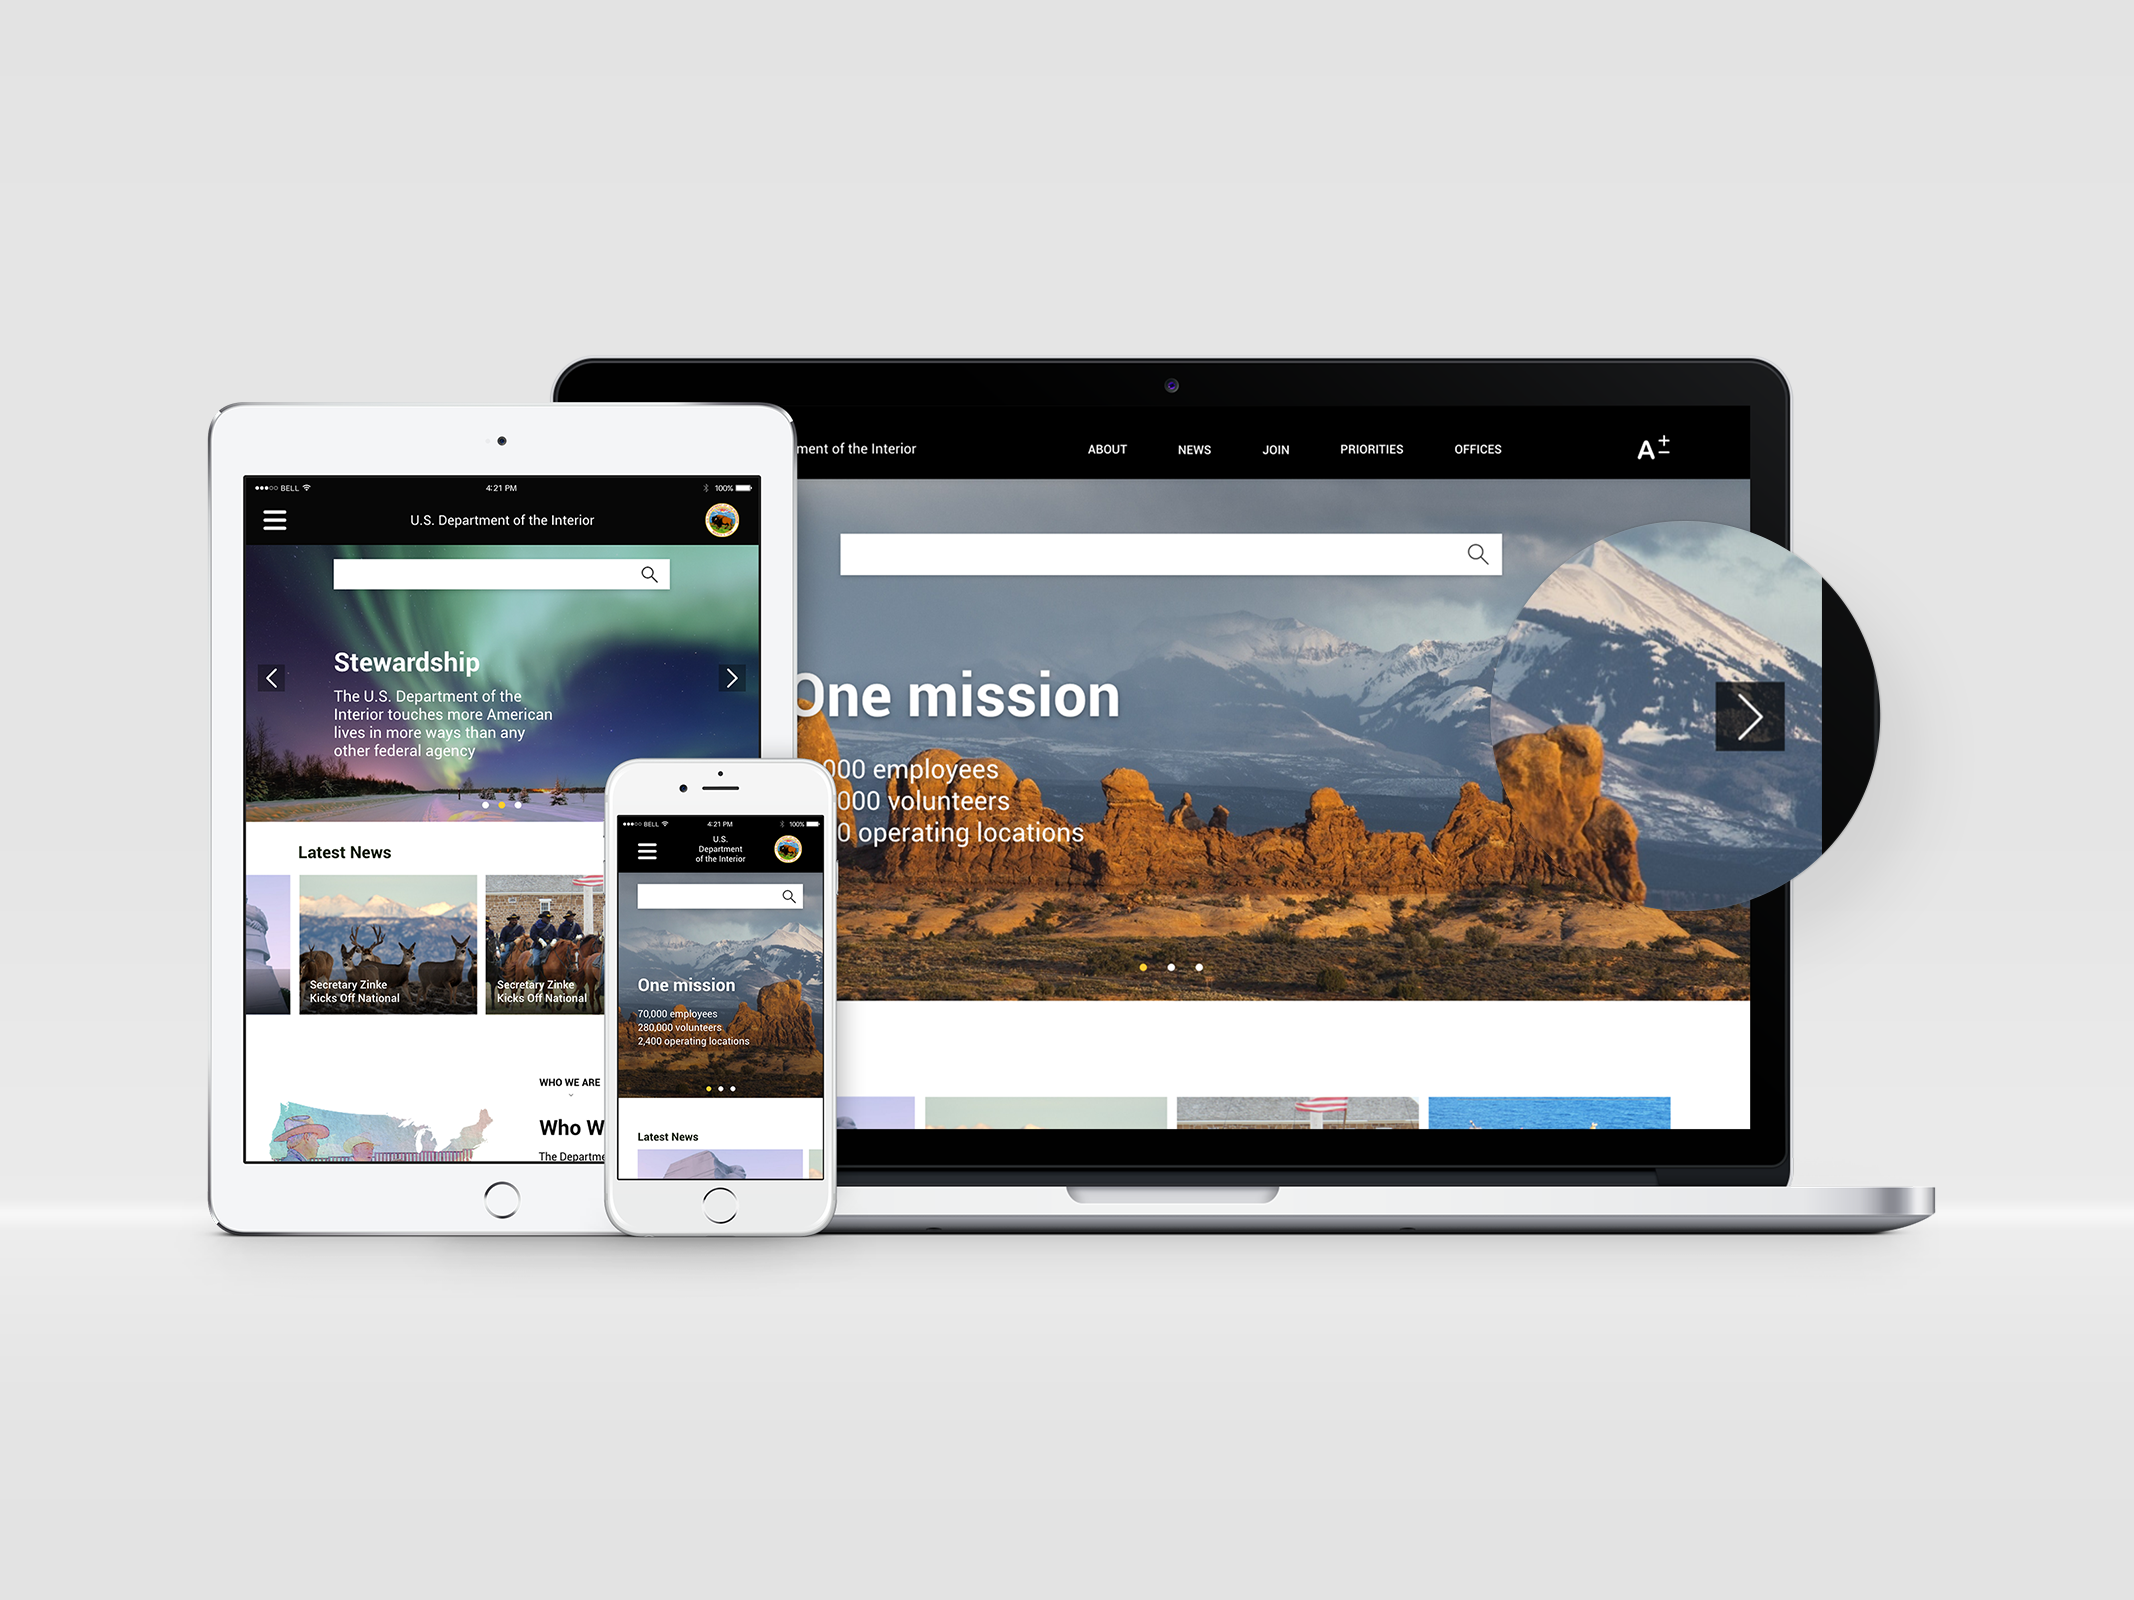 BELL
4:21 PM
100%
U.S. Department of the Interior
Stewardship
The U.S. Department of the
Interior touches more American
lives in more ways than any
other federal agency
Latest News
Secretary Zinke
Kicks Off National
Secretary Zinke
Kicks Off National
WHO WE ARE
Who W
The Departme
BELL
4:21 PM
100%
U.S.
Department
of the Interior
One mission
70,000 employees
280,000 volunteers
2,400 operating locations
Latest News
ment of the Interior
ABOUT
NEWS
JOIN
PRIORITIES
OFFICES
A+-
One mission
000 employees
000 volunteers
0 operating locations